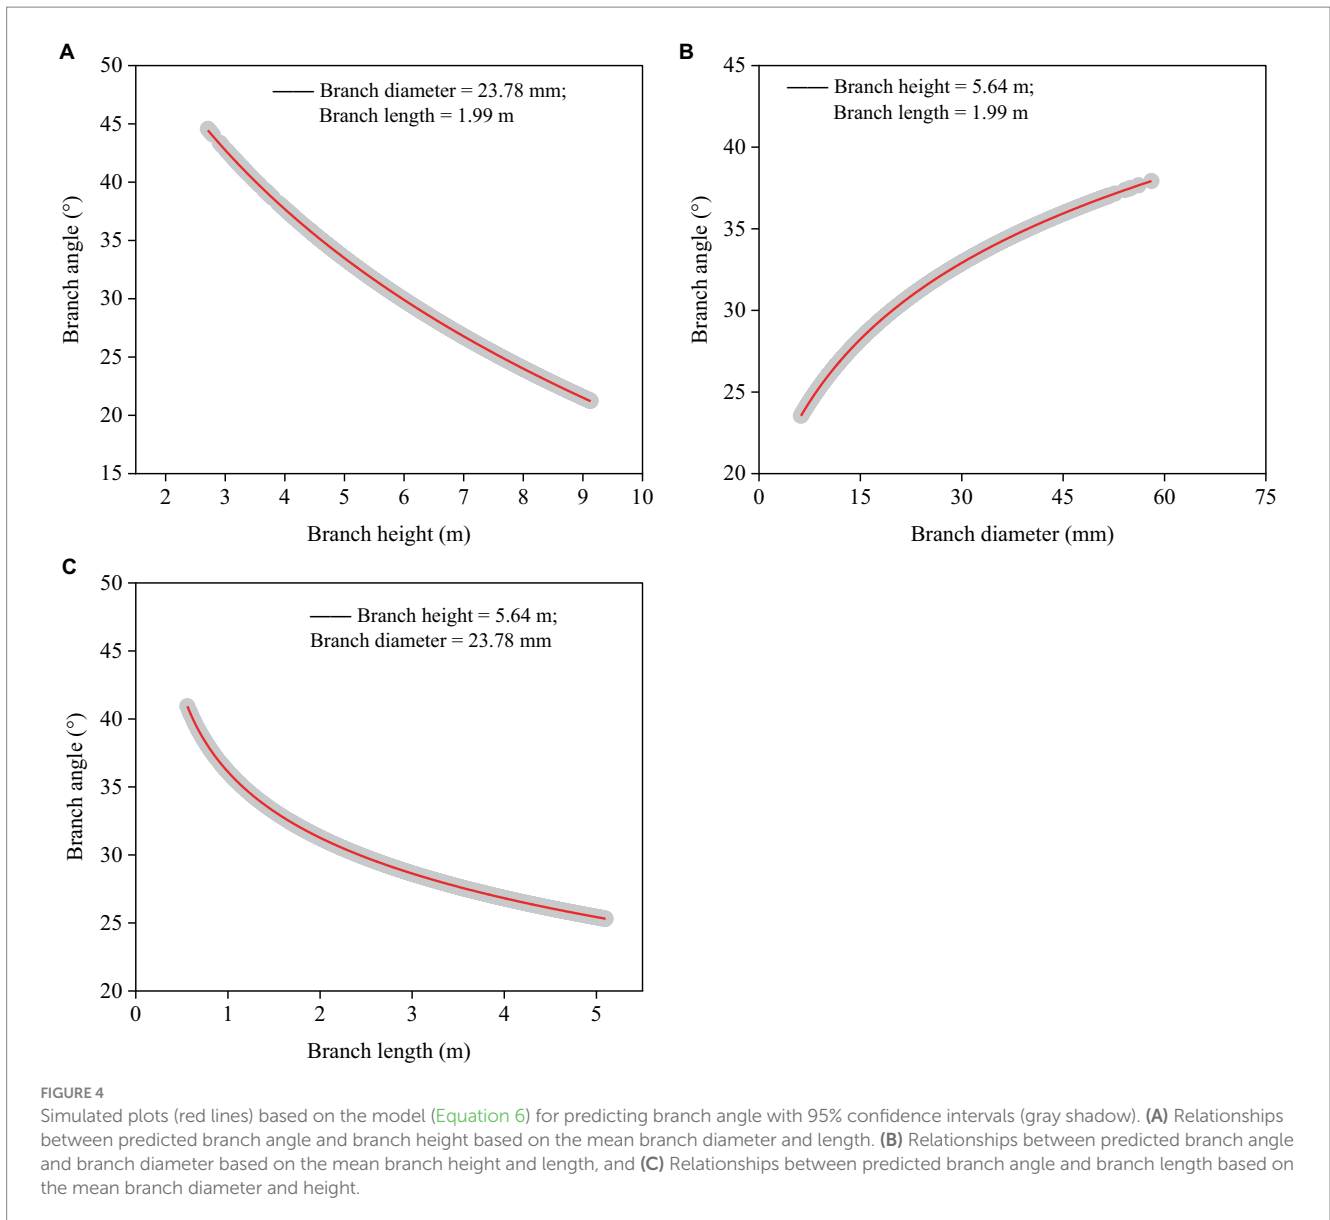 A
50
45
40
35
30
25
20
15
Branch angle (°)
Branch diameter = 23.78 mm;
Branch length = 1.99 m
2 3 4 5 6 7 8 9 10
Branch height (m)
B
45
40
35
30
25
20
Branch angle (°)
Branch height = 5.64 m;
Branch length = 1.99 m
0 15 30 45 60 75
Branch diameter (mm)
C
50
45
40
35
30
25
20
Branch angle (°)
Branch height = 5.64 m;
Branch diameter = 23.78 mm
0 1 2 3 4 5
Branch length (m)
FIGURE 4
Simulated plots (red lines) based on the model (Equation 6) for predicting branch angle with 95% confidence intervals (gray shadow). (A) Relationships
between predicted branch angle and branch height based on the mean branch diameter and length. (B) Relationships between predicted branch angle
and branch diameter based on the mean branch height and length, and (C) Relationships between predicted branch angle and branch length based on
the mean branch diameter and height.